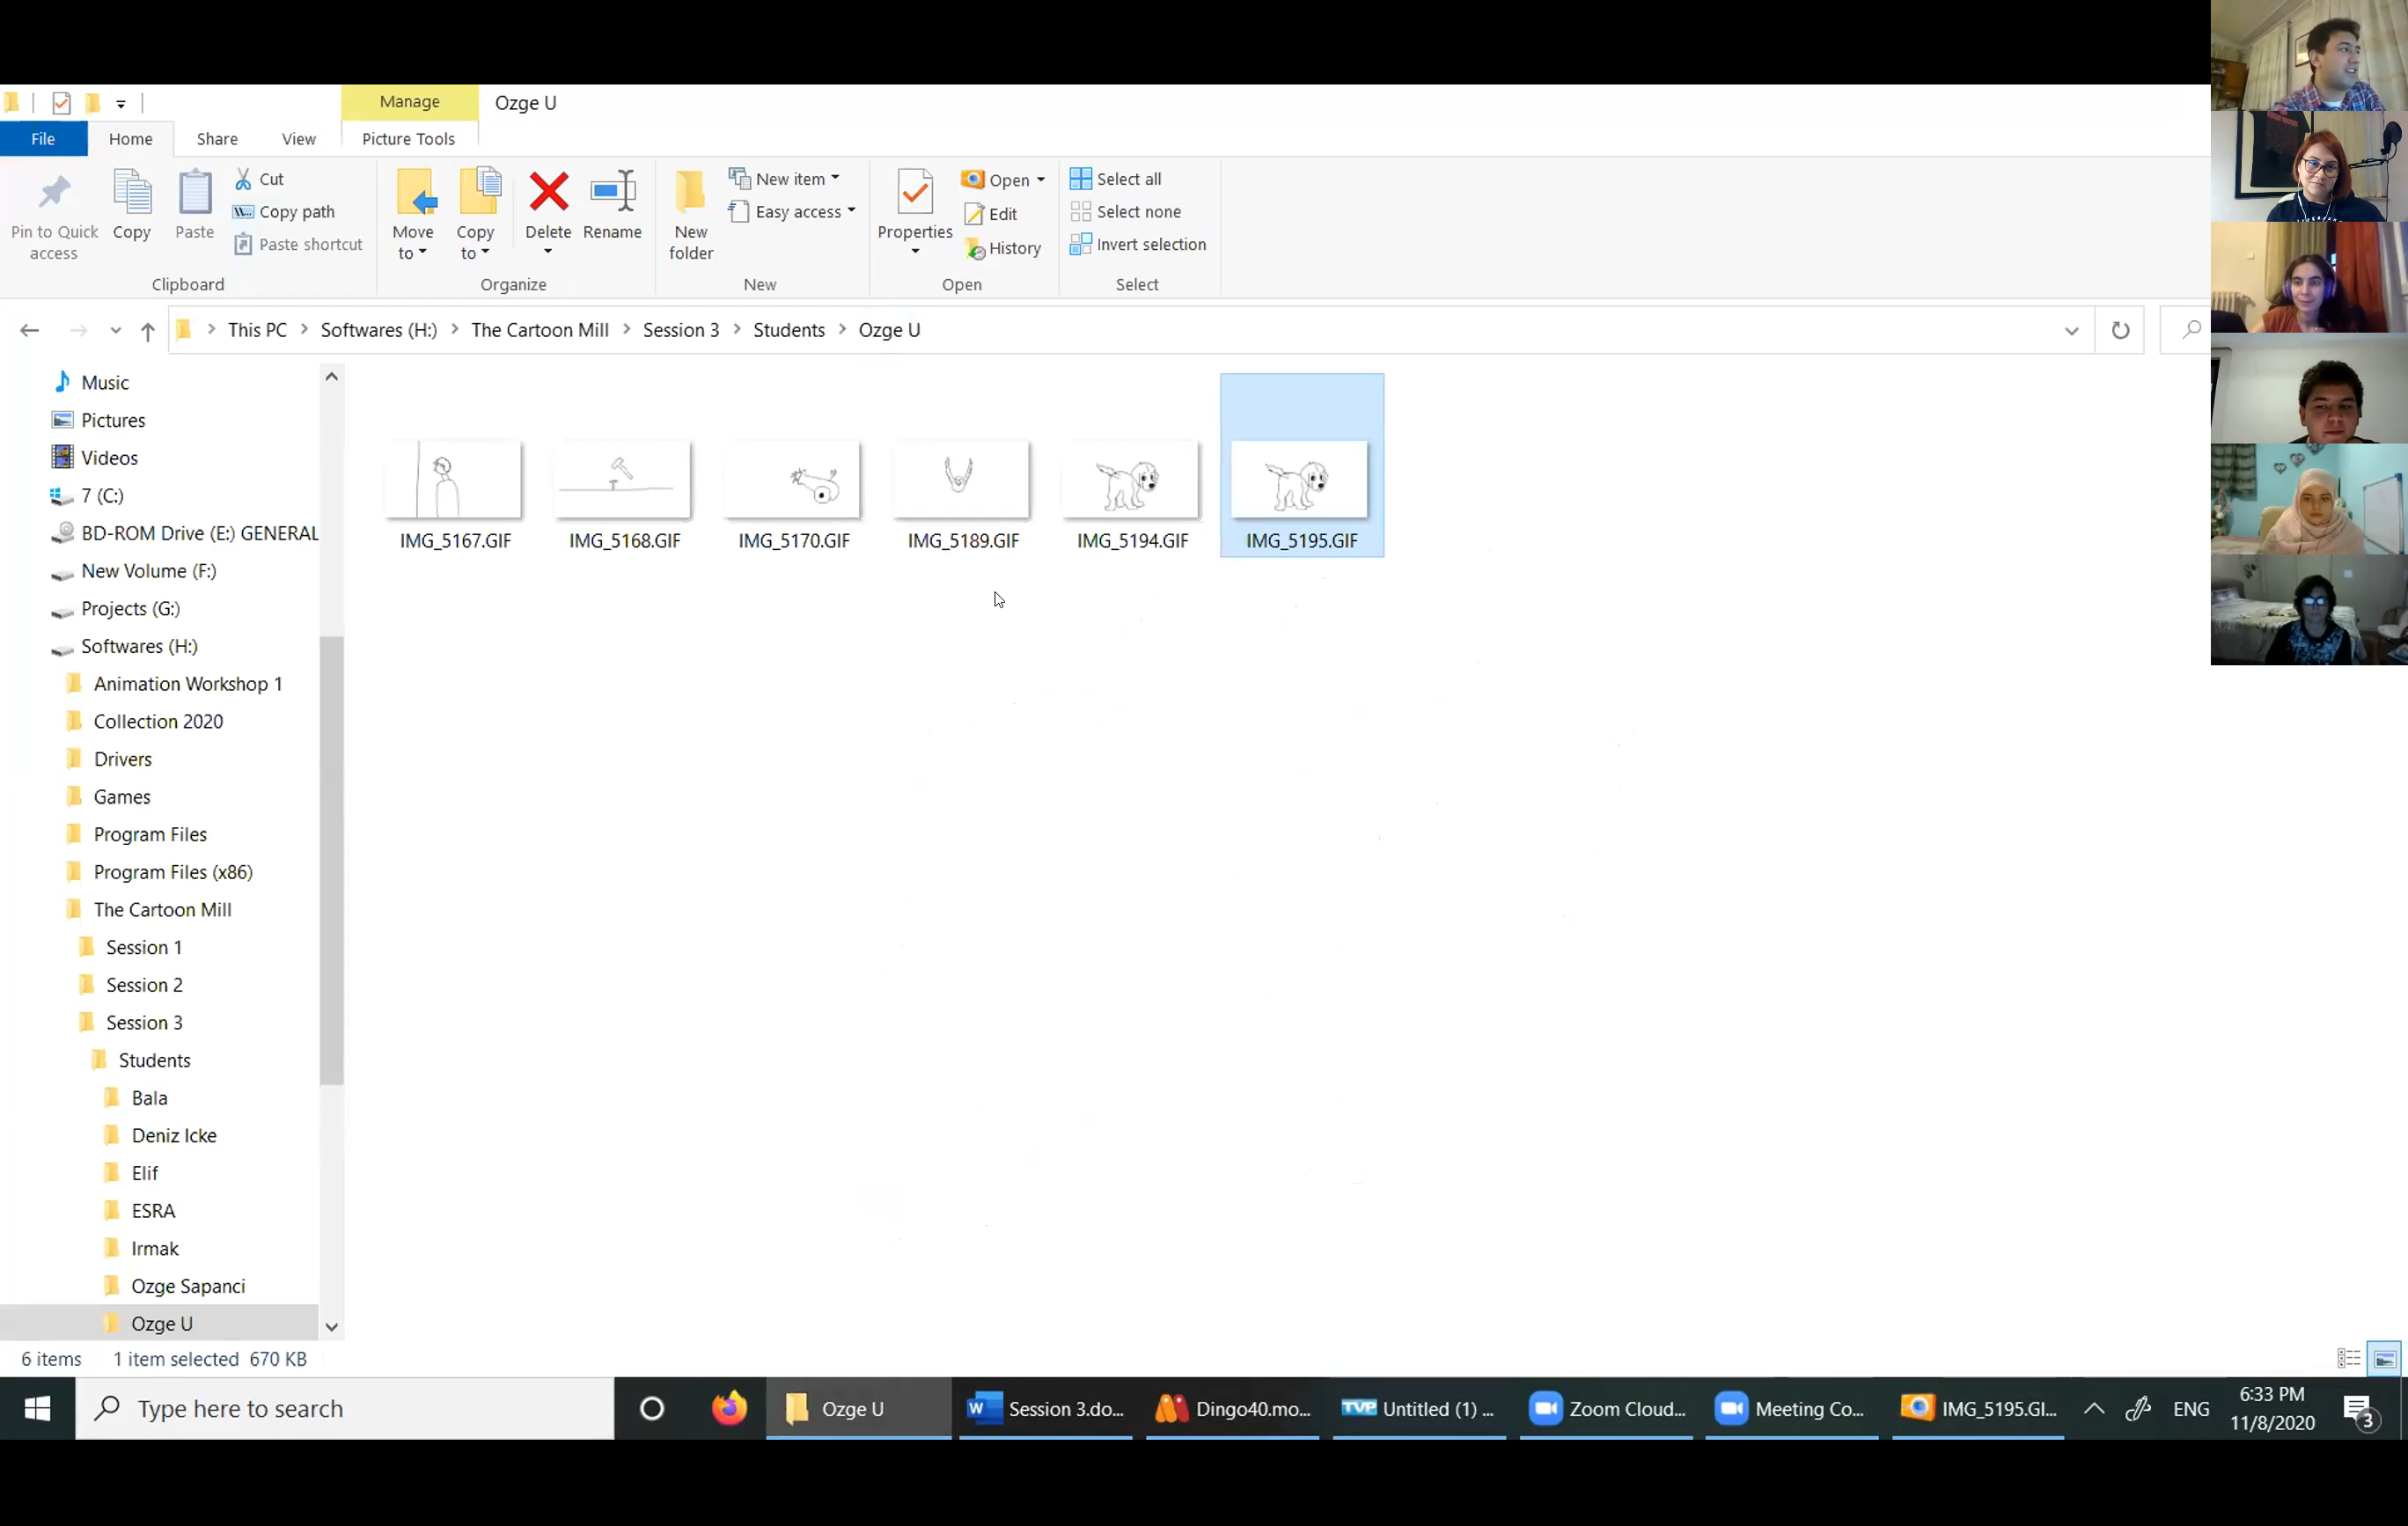 Manage
Ozge U
File
Home
Share
View
Picture Tools
Pin to Quick access
Copy
Paste
Cut
Copy path
Paste shortcut
Clipboard
Move to
Copy to
Delete
Rename
Organize
New folder
New item
Easy access
New
Properties
Open
Edit
History
Open
Select all
Select none
Invert selection
Select
This PC > Softwares (H:) > The Cartoon Mill > Session 3 > Students > Ozge U
Music
Pictures
Videos
7 (C:)
BD-ROM Drive (E:) GENERAL
New Volume (F:)
Projects (G:)
Softwares (H:)
Animation Workshop 1
Collection 2020
Drivers
Games
Program Files
Program Files (x86)
The Cartoon Mill
Session 1
Session 2
Session 3
Students
Bala
Deniz Icke
Elif
ESRA
Irmak
Ozge Sapanci
Ozge U
IMG_5167.GIF
IMG_5168.GIF
IMG_5170.GIF
IMG_5189.GIF
IMG_5194.GIF
IMG_5195.GIF
6 items 1 item selected 670 KB
Type here to search
Ozge U
W
Session 3.do...
Dingo40.mo...
TVP
Untitled (1) ...
Zoom Cloud...
Meeting Co...
IMG_5195.GI...
ENG
6:33 PM
11/8/2020
3